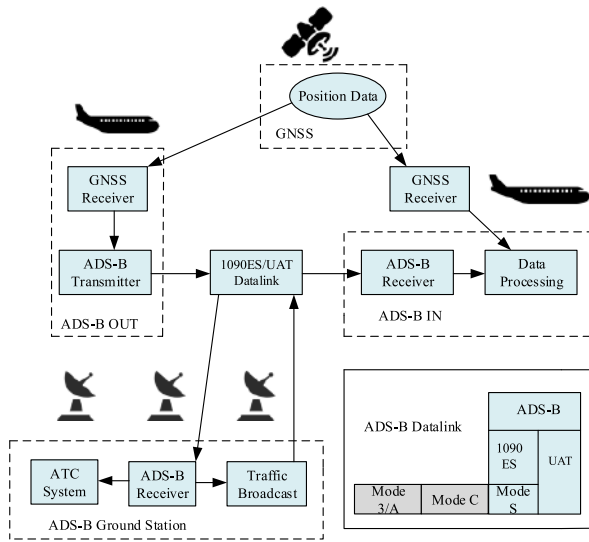 Position Data
GNSS
GNSS
Receiver
GNSS
Receiver
ADS-B
Transmitter
ADS-B OUT
1090ES/UAT
Datalink
ADS-B
Receiver
Data
Processing
ADS-B IN
ATC
System
ADS-B
Receiver
Traffic
Broadcast
ADS-B Ground Station
ADS-B Datalink
ADS-B
1090
ES
UAT
Mode
3/A
Mode C
Mode
S